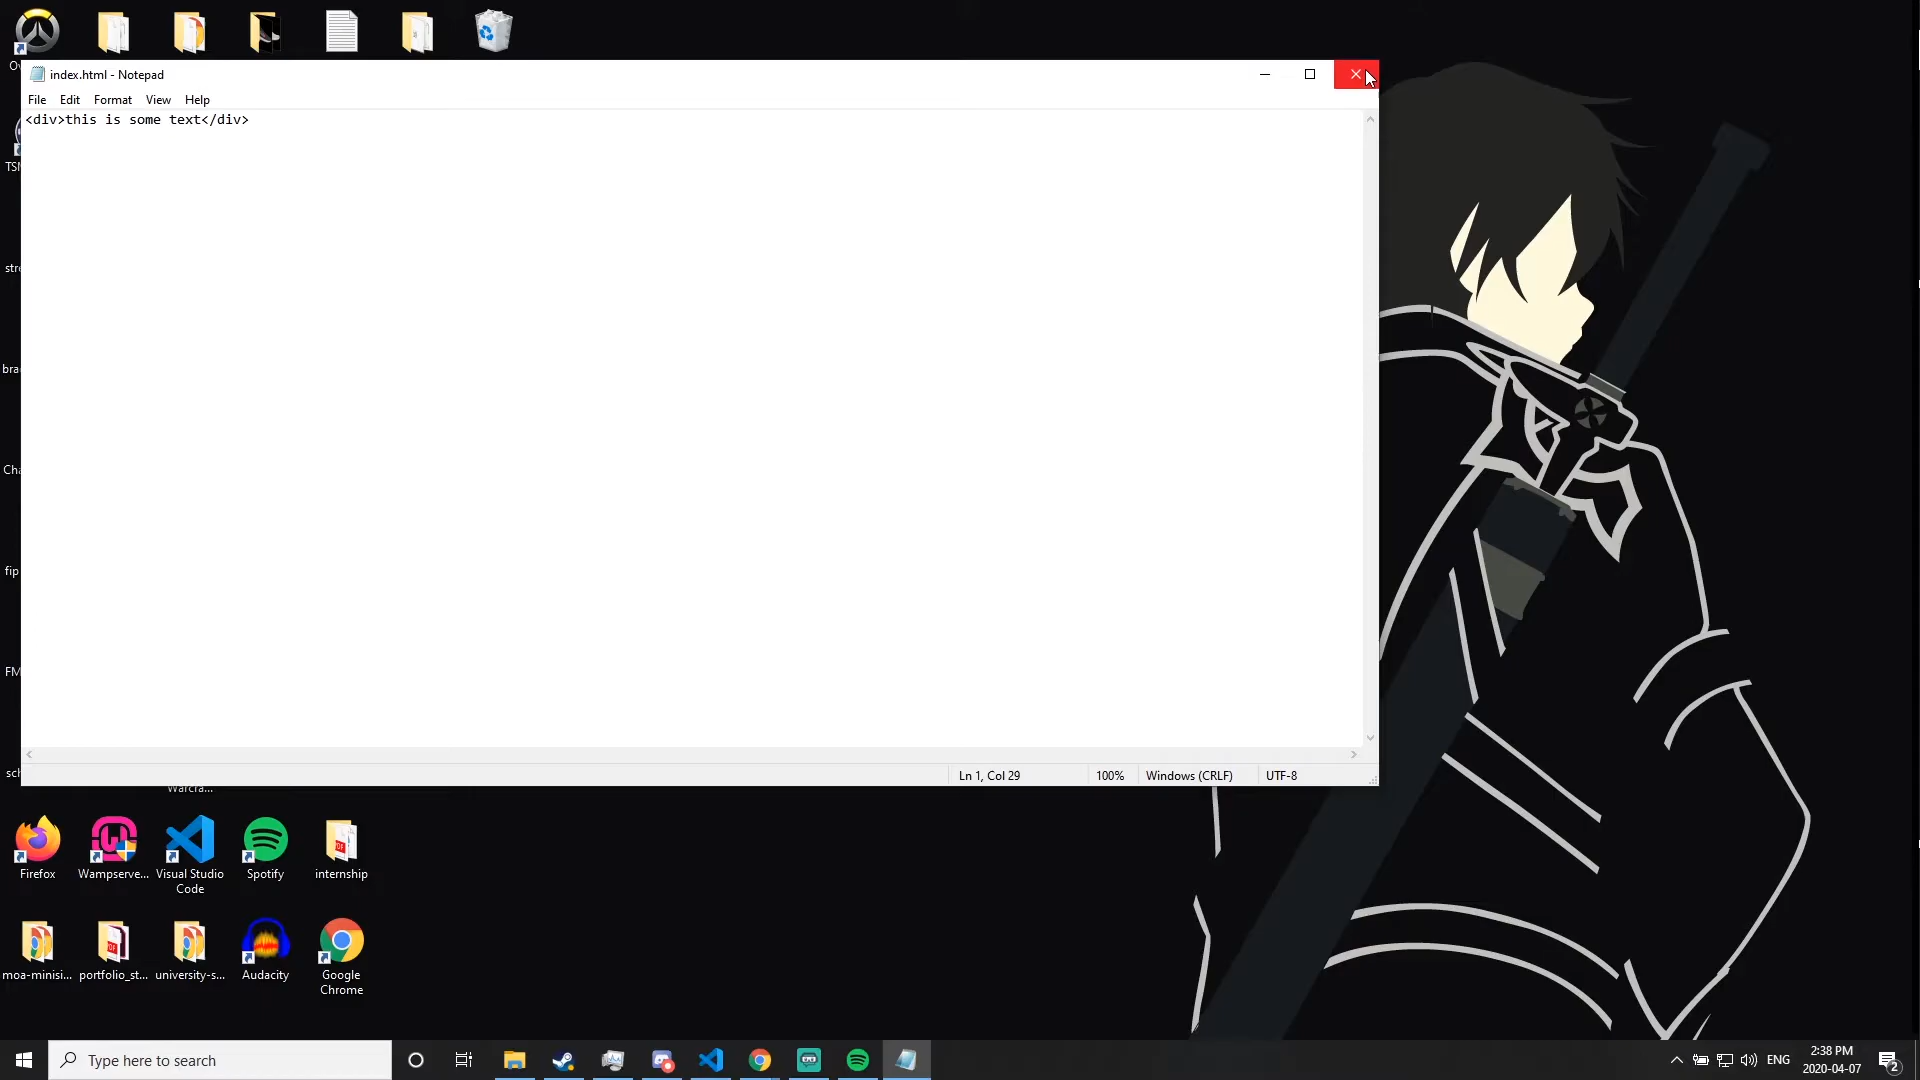 index.html - Notepad
File Edit Format View Help
<div>this is some text</div>
Ln 1, Col 29 100% Windows (CRLF) UTF-8
Firefox Wampserve... Visual Studio Code Spotify internship
moa-minisi... portfolio_st... university-s... Audacity Google Chrome
Type here to search
ENG
2:38 PM
2020-04-07
2